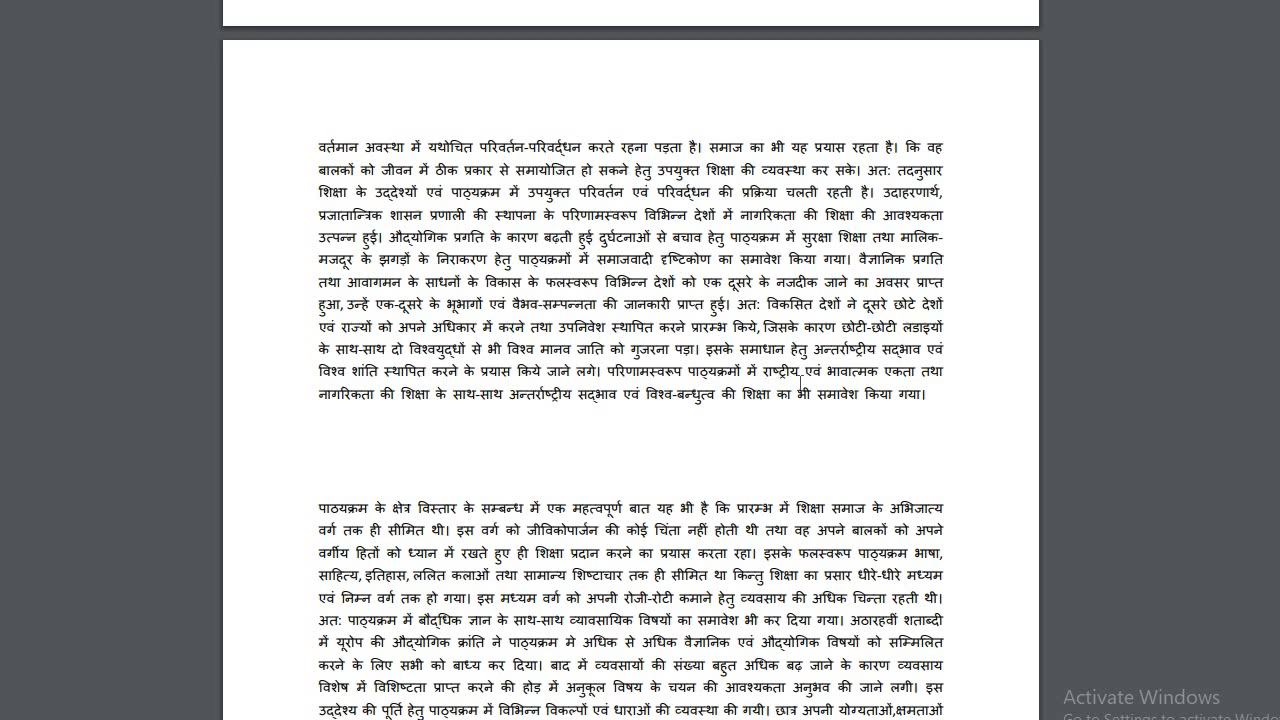 वर्तमान अवस्था में यथोचित परिवर्तन-परिवर्द्धन करते रहना पड़ता है। समाज का भी यह प्रयास रहता है। कि वह
बालकों को जीवन में ठीक प्रकार से समायोजित हो सकने हेतु उपयुक्त शिक्षा की व्यवस्था कर सके। अत: तदनुसार
शिक्षा के उद्देश्यों एवं पाठ्यक्रम में उपयुक्त परिवर्तन एवं परिवर्द्धन की प्रक्रिया चलती रहती है। उदाहरणार्थ,
प्रजातान्त्रिक शासन प्रणाली की स्थापना के परिणामस्वरूप विभिन्न देशों में नागरिकता की शिक्षा की आवश्यकता
उत्पन्न हुई। औद्योगिक प्रगति के कारण बढ़ती हुई दुर्घटनाओं से बचाव हेतु पाठ्यक्रम में सुरक्षा शिक्षा तथा मालिक-
मजदूर के झगड़ों के निराकरण हेतु पाठ्यक्रमों में समाजवादी दृष्टिकोण का समावेश किया गया। वैज्ञानिक प्रगति
तथा आवागमन के साधनों के विकास के फलस्वरूप विभिन्न देशों को एक दूसरे के नजदीक जाने का अवसर प्राप्त
हुआ, उन्हें एक-दूसरे के भूभागों एवं वैभव-सम्पन्नता की जानकारी प्राप्त हुई। अत: विकसित देशों ने दूसरे छोटे देशों
एवं राज्यों को अपने अधिकार में करने तथा उपनिवेश स्थापित करने प्रारम्भ किये, जिसके कारण छोटी-छोटी लडाइयों
के साथ-साथ दो विश्वयुद्धों से भी विश्व मानव जाति को गुजरना पड़ा। इसके समाधान हेतु अन्तर्राष्ट्रीय सद्भाव एवं
विश्व शांति स्थापित करने के प्रयास किये जाने लगे। परिणामस्वरूप पाठ्यक्रमों में राष्ट्रीय एवं भावात्मक एकता तथा
नागरिकता की शिक्षा के साथ-साथ अन्तर्राष्ट्रीय सद्भाव एवं विश्व-बन्धुत्व की शिक्षा का भी समावेश किया गया।
पाठयक्रम के क्षेत्र विस्तार के सम्बन्ध में एक महत्वपूर्ण बात यह भी है कि प्रारम्भ में शिक्षा समाज के अभिजात्य
वर्ग तक ही सीमित थी। इस वर्ग को जीविकोपार्जन की कोई चिंता नहीं होती थी तथा वह अपने बालकों को अपने
वर्गीय हितों को ध्यान में रखते हुए ही शिक्षा प्रदान करने का प्रयास करता रहा। इसके फलस्वरूप पाठ्यक्रम भाषा,
साहित्य, इतिहास, ललित कलाओं तथा सामान्य शिष्टाचार तक ही सीमित था किन्तु शिक्षा का प्रसार धीरे-धीरे मध्यम
एवं निम्न वर्ग तक हो गया। इस मध्यम वर्ग को अपनी रोजी-रोटी कमाने हेतु व्यवसाय की अधिक चिन्ता रहती थी।
अत: पाठ्यक्रम में बौद्धिक ज्ञान के साथ-साथ व्यावसायिक विषयों का समावेश भी कर दिया गया। अठारहवीं शताब्दी
में यूरोप की औद्योगिक क्रांति ने पाठ्यक्रम मे अधिक से अधिक वैज्ञानिक एवं औद्योगिक विषयों को सम्मिलित
करने के लिए सभी को बाध्य कर दिया। बाद में व्यवसायों की संख्या बहुत अधिक बढ़ जाने के कारण व्यवसाय
विशेष में विशिष्टता प्राप्त करने की होड़ में अनुकूल विषय के चयन की आवश्यकता अनुभव की जाने लगी। इस
उद्देश्य की पूर्ति हेतु पाठ्यक्रम में विभिन्न विकल्पों एवं धाराओं की व्यवस्था की गयी। छात्र अपनी योग्यताओं,क्षमताओं
Activate Windows
Go to Settings to activate Windo